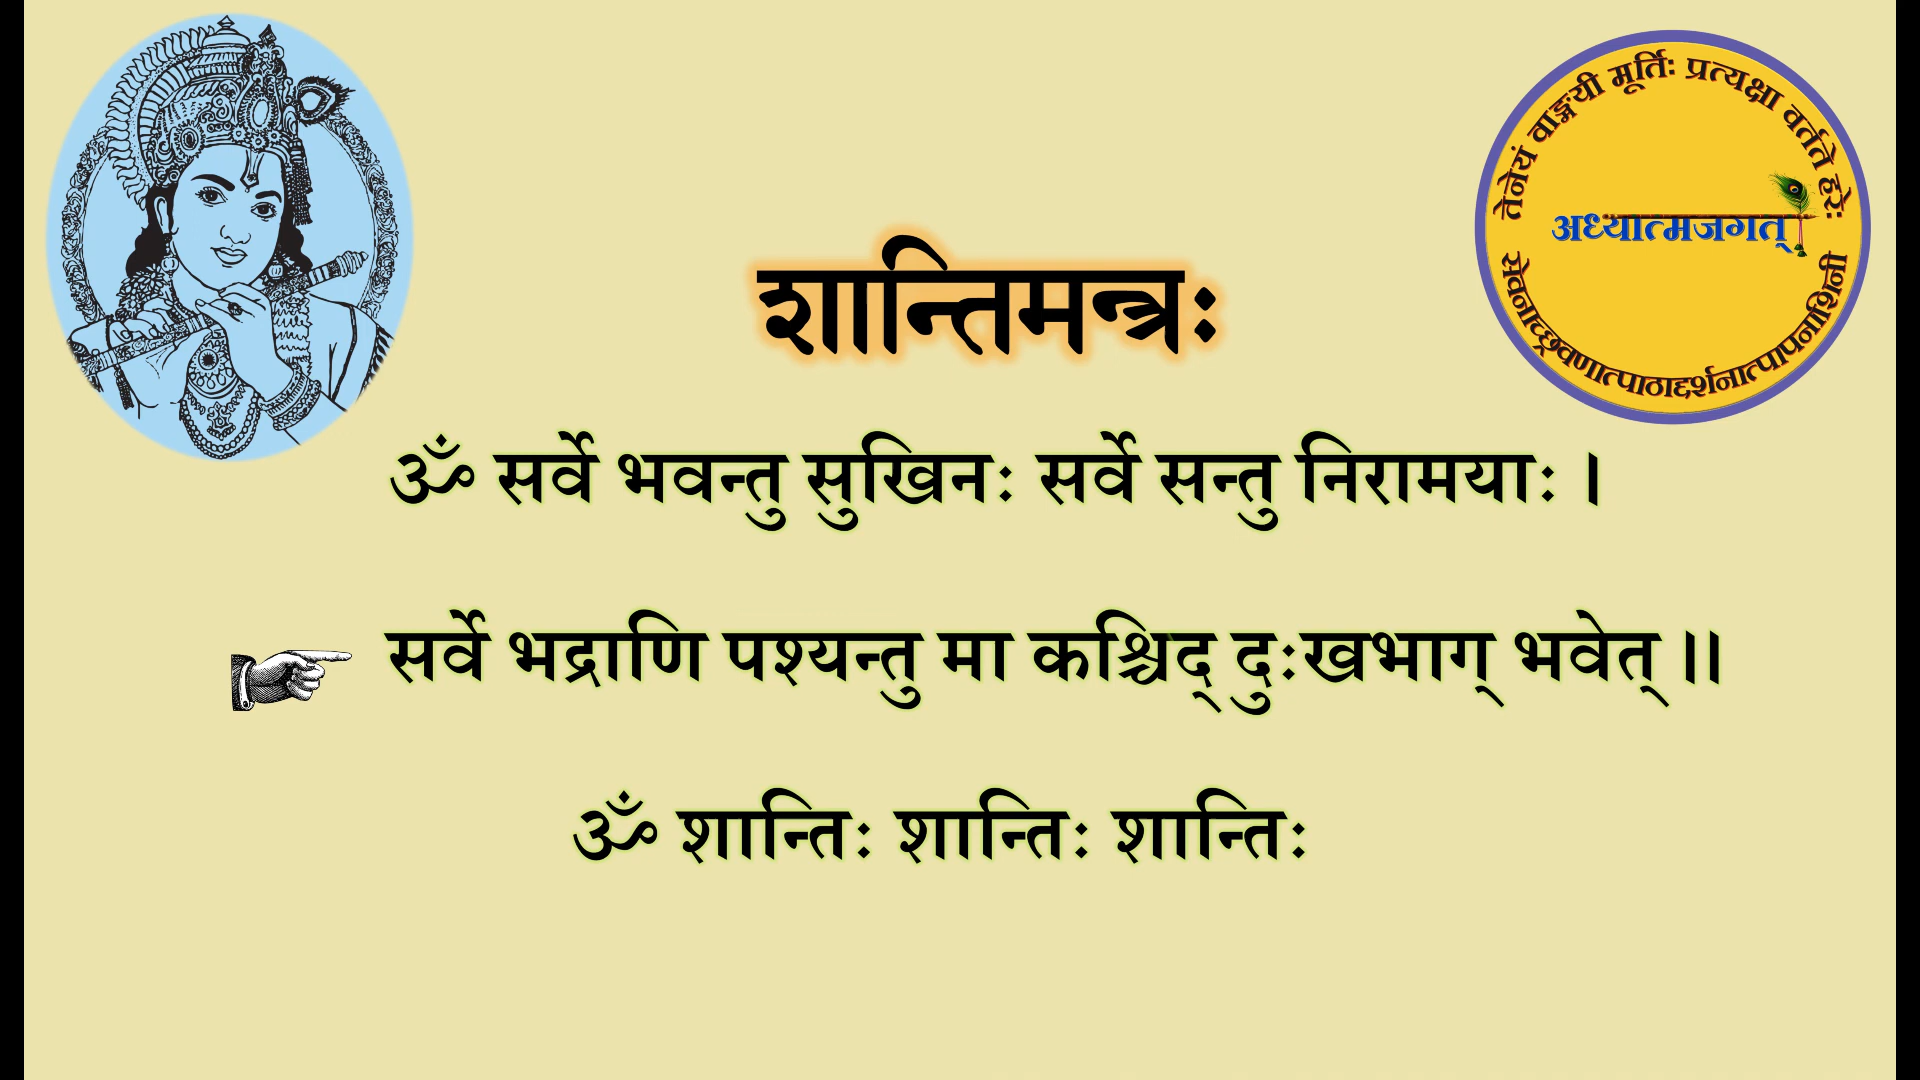 तेनेयं वाङ्मयी मूर्तिः प्रत्यक्षा वर्तते हरेः
अध्यात्मजगत्
सेवनाच्छ्रवणात्पाठाद्दर्शनात्पापनाशिनी
शान्तिमन्त्रः
ॐ सर्वे भवन्तु सुखिनः सर्वे सन्तु निरामयाः ।
सर्वे भद्राणि पश्यन्तु मा कश्चिद् दुःखभाग् भवेत् ॥
ॐ शान्तिः शान्तिः शान्तिः